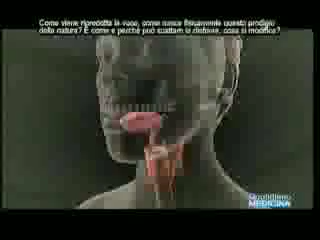 Come viene riprodotta la voce, come nasce fisicamente questo prodigio
della natura? E come e perché può scattare la disfonia, cosa si modifica?
Quotidiano
MEDICINA